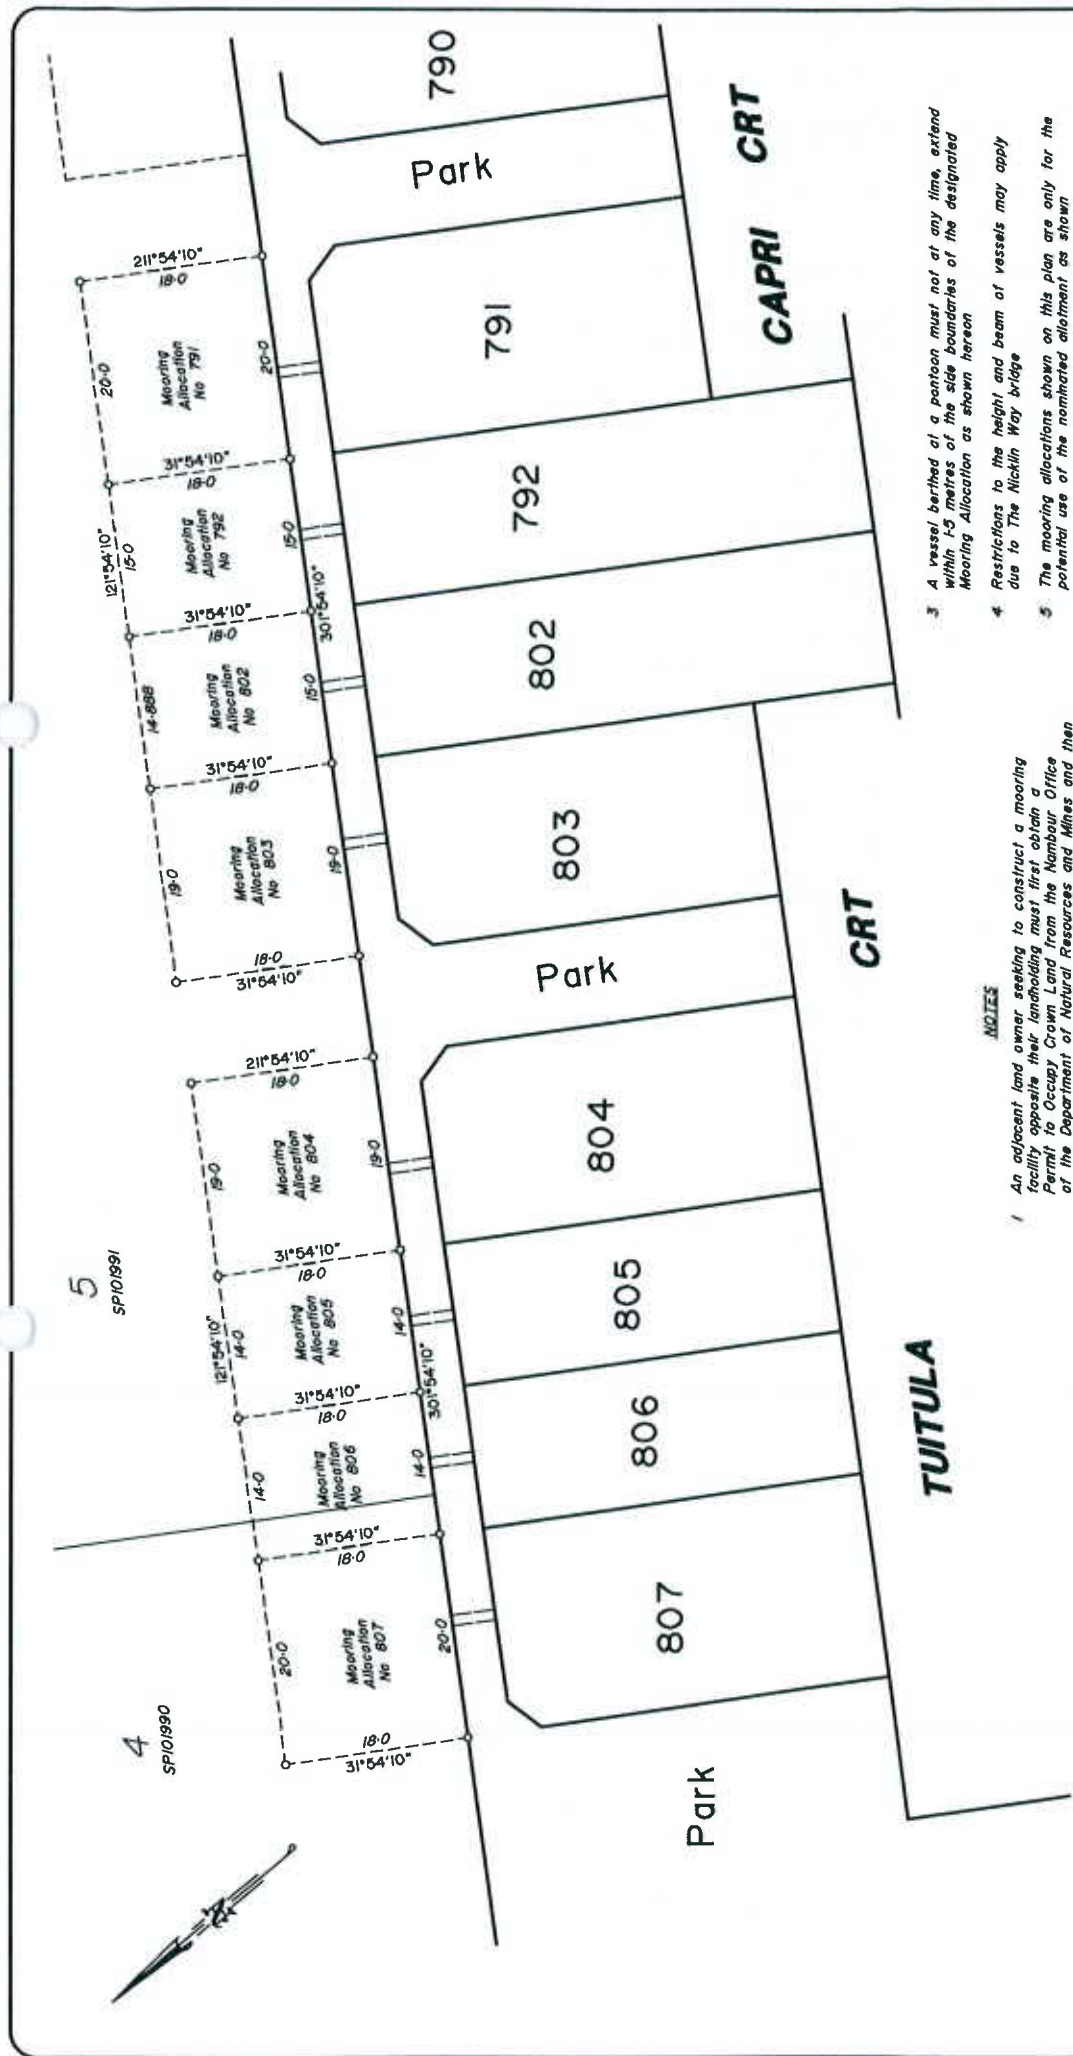 4
SP101990
5
SP101991
20·0
14·0
121°54'10"
14·0
19·0
19·0
14·888
121°54'10"
15·0
20·0
18·0
31°54'10"
Mooring
Allocation
No 807
31°54'10"
18·0
Mooring
Allocation
No 806
31°54'10"
18·0
Mooring
Allocation
No 805
31°54'10"
18·0
Mooring
Allocation
No 804
211°54'10"
18·0
18·0
31°54'10"
Mooring
Allocation
No 803
31°54'10"
18·0
Mooring
Allocation
No 802
31°54'10"
18·0
Mooring
Allocation
No 792
31°54'10"
18·0
Mooring
Allocation
No 791
211°54'10"
18·0
20·0
14·0
301°54'10"
14·0
19·0
19·0
15·0
301°54'10"
15·0
20·0
Park
807
806
805
804
Park
803
802
792
791
Park
790
TUITULA CRT
CAPRI CRT
NOTES
1 An adjacent land owner seeking to construct a mooring
facility opposite their landholding must first obtain a
Permit to Occupy Crown Land from the Nambour Office
of the Department of Natural Resources and Mines and then
3 A vessel berthed at a pontoon must not at any time, extend
within 1·5 metres of the side boundaries of the designated
Mooring Allocation as shown hereon
4 Restrictions to the height and beam of vessels may apply
due to The Nicklin Way bridge
5 The mooring allocations shown on this plan are only for the
potential use of the nominated allotment as shown